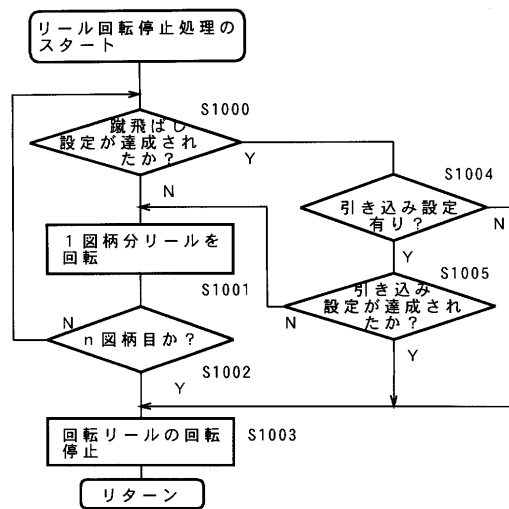 リール回転停止処理の
スタート
S1000
蹴飛ばし
設定が達成され
たか？
Y
N
S1004
引き込み設定
有り？
N
Y
1図柄分リールを
回転
S1001
S1005
引き込み
設定が達成され
たか？
N
Y
N
n図柄目か？
S1002
Y
回転リールの回転
停止
S1003
リターン